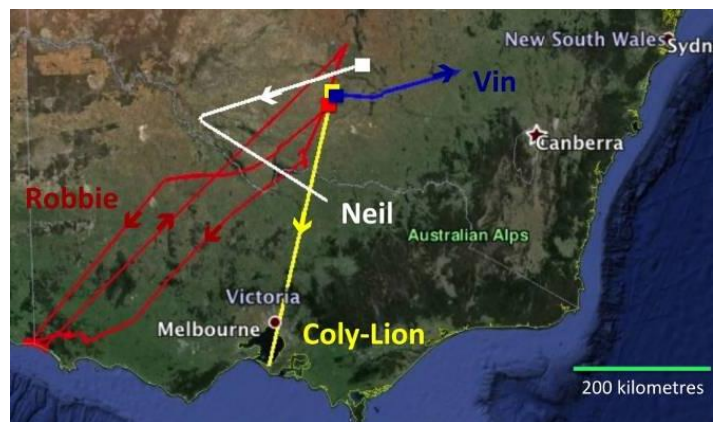 New South Wales
Sydn
Vin
Canberra
Robbie
Neil
Australian Alps
Victoria
Melbourne
Coly-Lion
200 kilometres